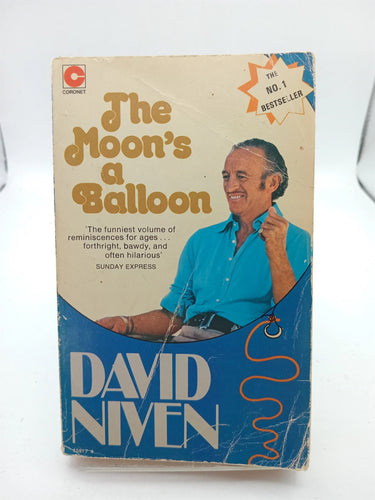 CORONET
THE
NO. 1
BESTSELLER
The
Moon's
a
Balloon
'The funniest volume of
reminiscences for ages . . .
forthright, bawdy, and
often hilarious'
SUNDAY EXPRESS
DAVID
NIVEN